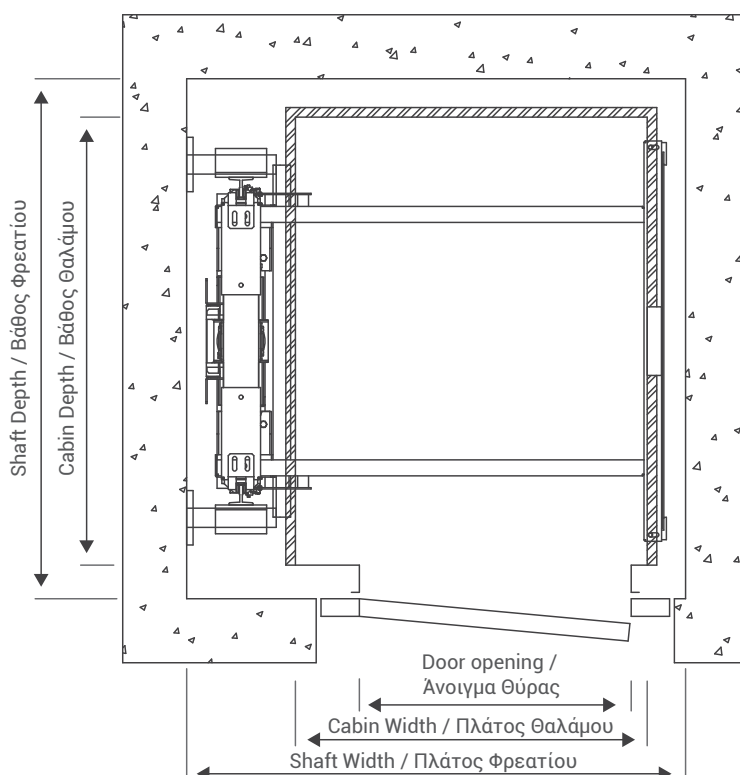 Shaft Depth / Βάθος Φρεατίου
Cabin Depth / Βάθος Θαλάμου
Door opening /
Άνοιγμα Θύρας
Cabin Width / Πλάτος Θαλάμου
Shaft Width / Πλάτος Φρεατίου